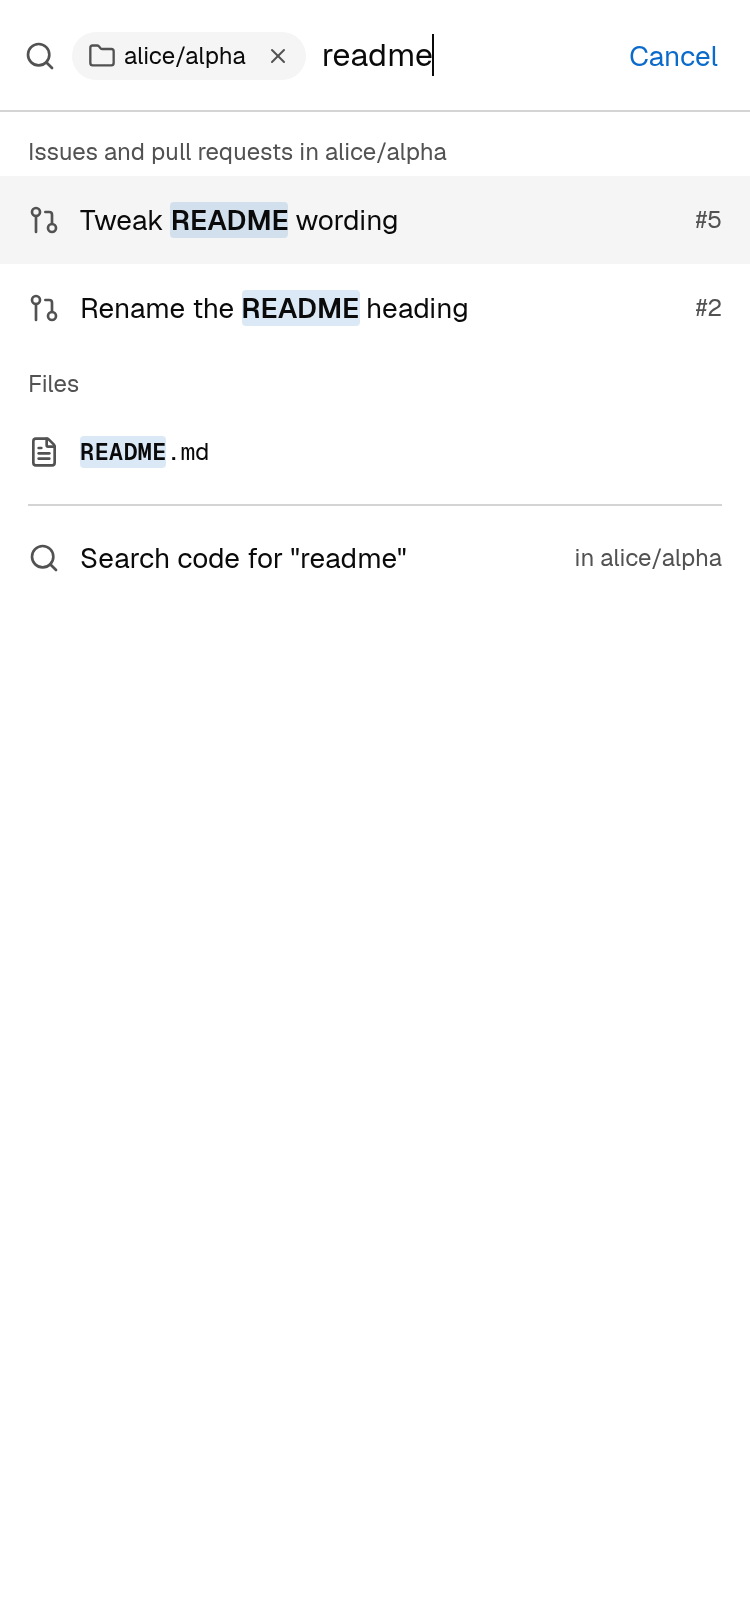 alice/alpha readme Cancel
Issues and pull requests in alice/alpha
Tweak README wording #5
Rename the README heading #2
Files
README.md
Search code for "readme" in alice/alpha